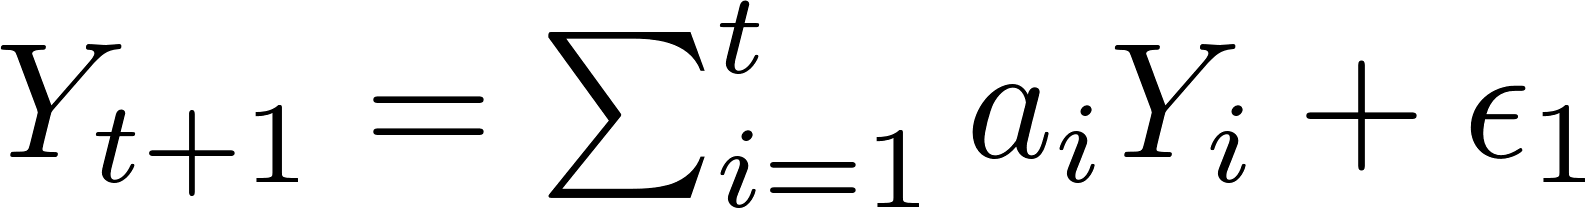 Y_{t+1} = \sum_{i=1}^{t} a_i Y_i + \epsilon_1